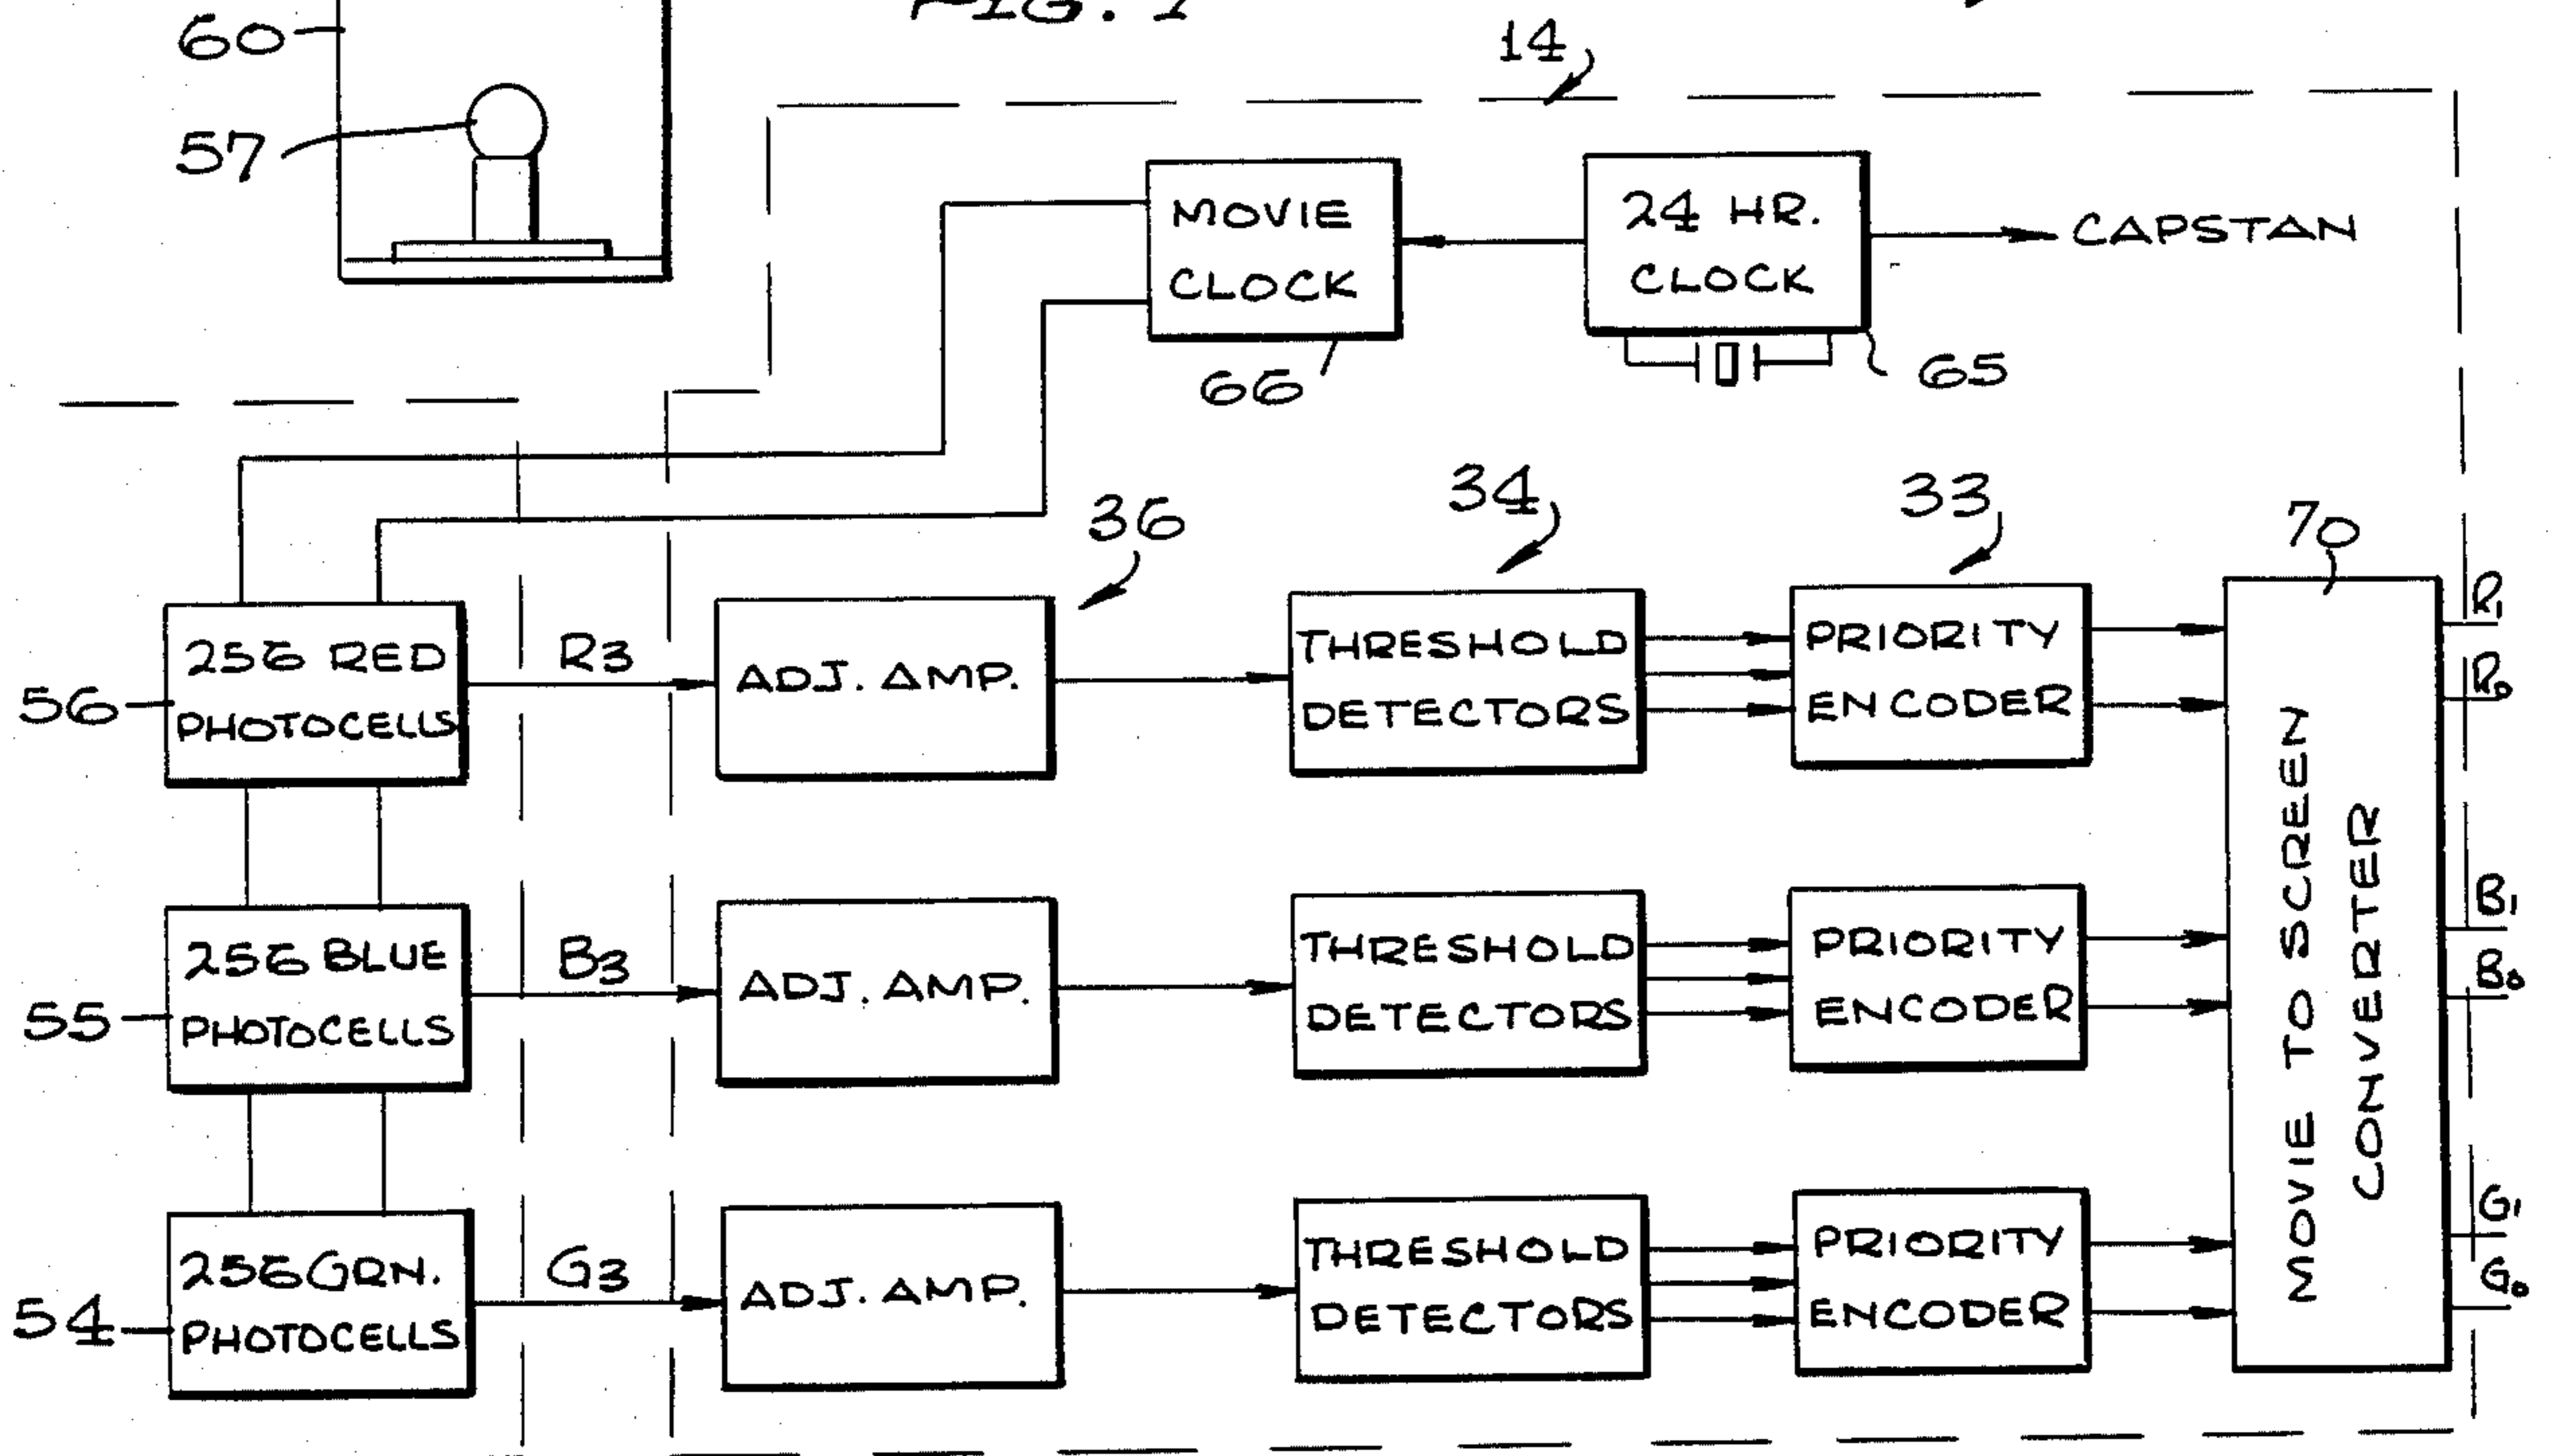 60
FIG. 7
14
57
MOVIE
CLOCK
24 HR.
CLOCK
CAPSTAN
66
65
36
34
33
70
R1
R0
256 RED
PHOTOCELLS
R3
ADJ. AMP.
THRESHOLD
DETECTORS
PRIORITY
ENCODER
56
MOVIE TO SCREEN
CONVERTER
B1
B0
256 BLUE
PHOTOCELLS
B3
ADJ. AMP.
THRESHOLD
DETECTORS
PRIORITY
ENCODER
55
G1
G0
256 GRN.
PHOTOCELLS
G3
ADJ. AMP.
THRESHOLD
DETECTORS
PRIORITY
ENCODER
54